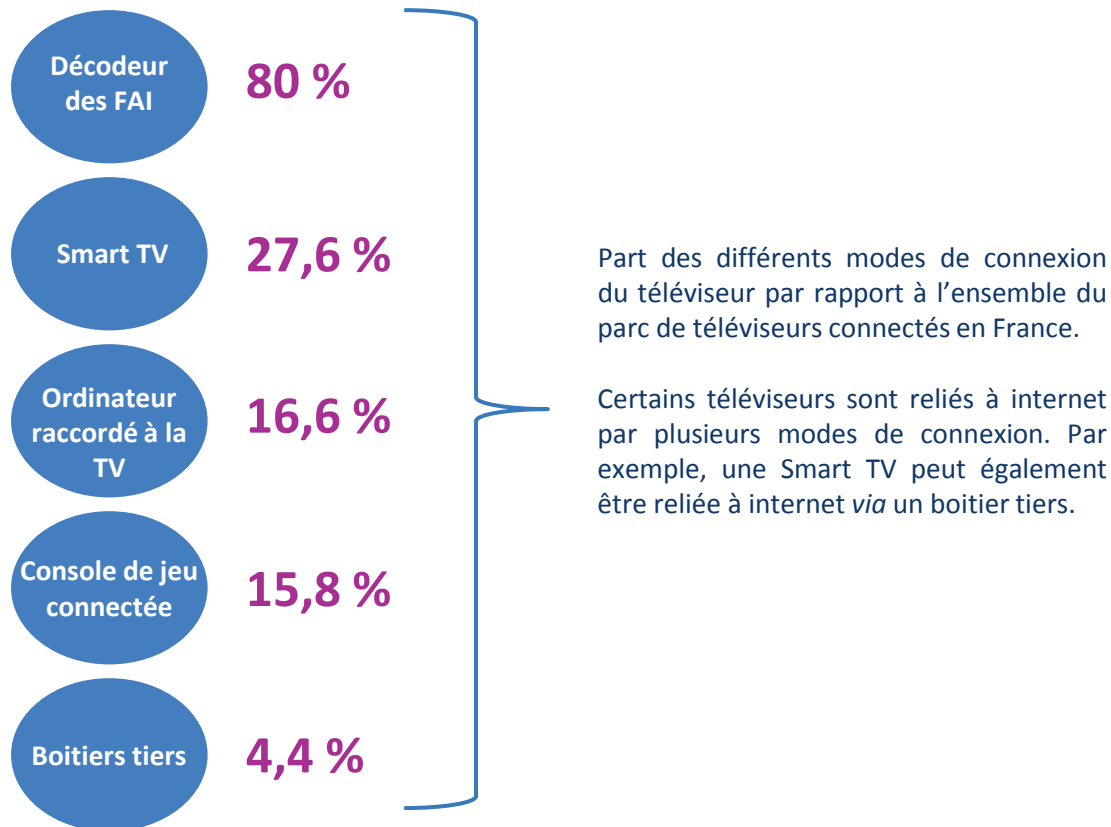 Décodeur
des FAI
80 %
Smart TV
27,6 %
Ordinateur
raccordé à la
TV
16,6 %
Console de jeu
connectée
15,8 %
Boitiers tiers
4,4 %
Part des différents modes de connexion
du téléviseur par rapport à l’ensemble du
parc de téléviseurs connectés en France.
Certains téléviseurs sont reliés à internet
par plusieurs modes de connexion. Par
exemple, une Smart TV peut également
être reliée à internet via un boitier tiers.